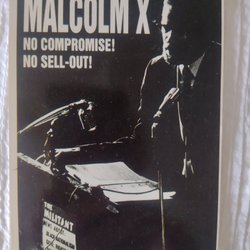 MALCOLM X
NO COMPROMISE!
NO SELL-OUT!
THE
MILITANT